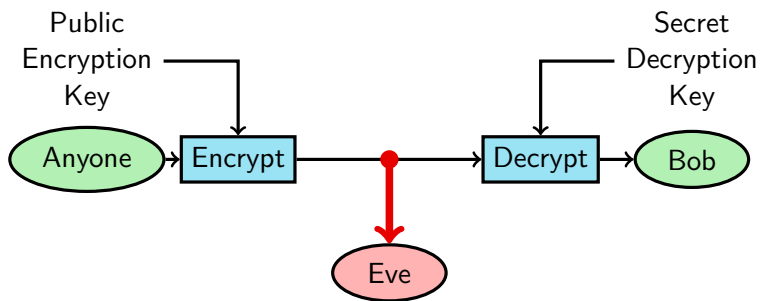 Public
Encryption
Key
Secret
Decryption
Key
Anyone
Encrypt
Decrypt
Bob
Eve